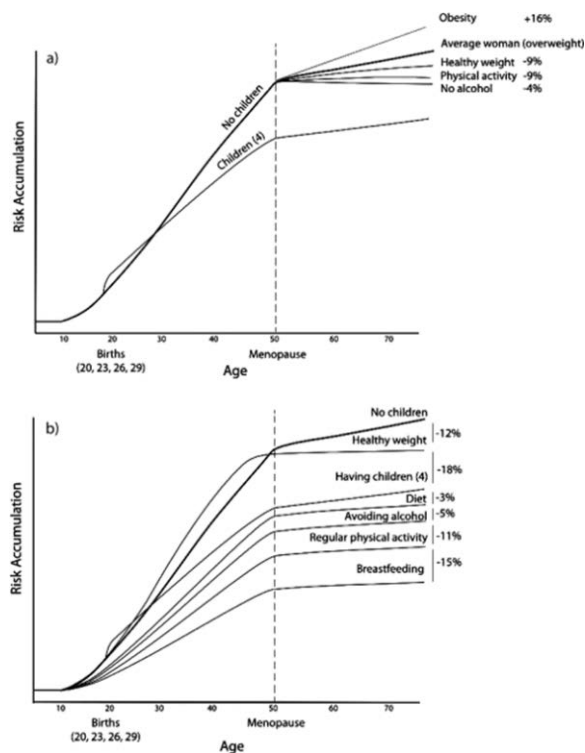 a)
Obesity +16%
Average woman (overweight)
Healthy weight -9%
Physical activity -9%
No alcohol -4%
No children
Children (4)
Risk Accumulation
10 20 30 40 50 60 70
Births Menopause
(20, 23, 26, 29)
Age
b)
No children
-12%
Healthy weight
-18%
Having children (4)
Diet -3%
Avoiding alcohol -5%
Regular physical activity -11%
-15%
Breastfeeding
Risk Accumulation
10 20 30 40 50 60 70
Births Menopause
(20, 23, 26, 29)
Age